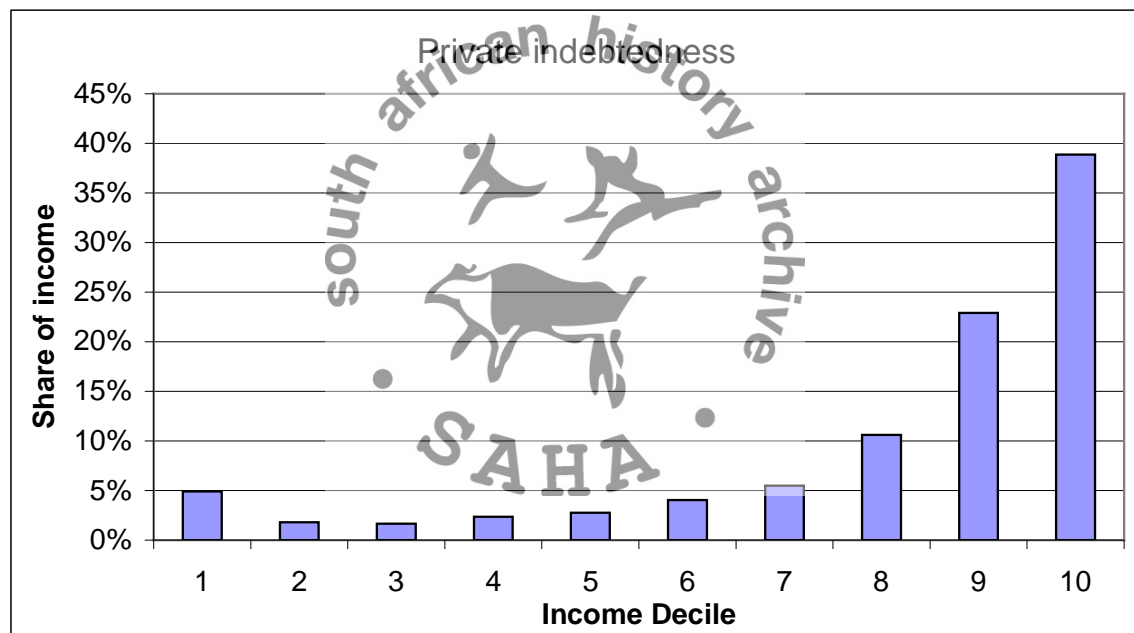 Private indebtedness
south african history archive
• SAHA •
45%
40%
35%
30%
25%
20%
15%
10%
5%
0%
Share of income
1 2 3 4 5 6 7 8 9 10
Income Decile